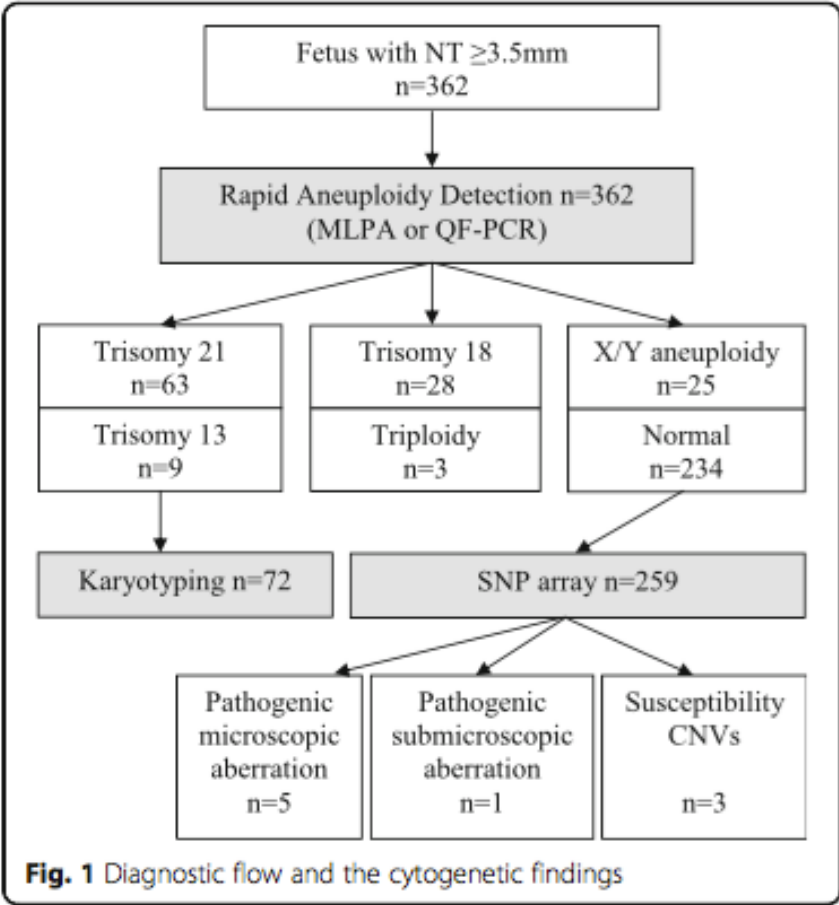 Fetus with NT ≥3.5mm
n=362
Rapid Aneuploidy Detection n=362
(MLPA or QF-PCR)
Trisomy 21
n=63
Trisomy 13
n=9
Trisomy 18
n=28
Triploidy
n=3
X/Y aneuploidy
n=25
Normal
n=234
Karyotyping n=72
SNP array n=259
Pathogenic
microscopic
aberration
n=5
Pathogenic
submicroscopic
aberration
n=1
Susceptibility
CNVs
n=3
Fig. 1 Diagnostic flow and the cytogenetic findings